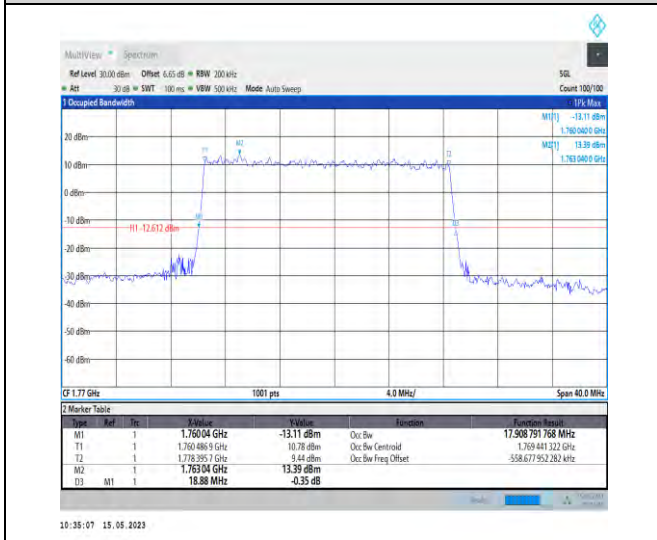 MultiView Spectrum
Ref Level 30.00 dBm Offset 6.65 dB RBW 200 kHz SGL
Att 30 dB SWT 100 ms VBW 500 kHz Mode Auto Sweep Count 100/100
1 Occupied Bandwidth 1Pk Max
M1[1] -13.11 dBm
1.760 040 0 GHz
20 dBm
M2[1] 13.39 dBm
1.763 040 0 GHz
T1 M2 T2
10 dBm
0 dBm
-10 dBm
M1 D3
H1 -12.612 dBm
-20 dBm
-30 dBm
-40 dBm
-50 dBm
-60 dBm
CF 1.77 GHz 1001 pts 4.0 MHz/ Span 40.0 MHz
2 Marker Table
Type Ref Trc X-Value Y-Value Function Function Result
M1 1 1.76004 GHz -13.11 dBm Occ Bw 17.908 791 768 MHz
T1 1 1.760 486 9 GHz 10.78 dBm Occ Bw Centroid 1.769 441 322 GHz
T2 1 1.778 395 7 GHz 9.44 dBm Occ Bw Freq Offset -558.677 952 282 kHz
M2 1 1.76304 GHz 13.39 dBm
D3 M1 1 18.88 MHz -0.35 dB
10:35:07 15.05.2023